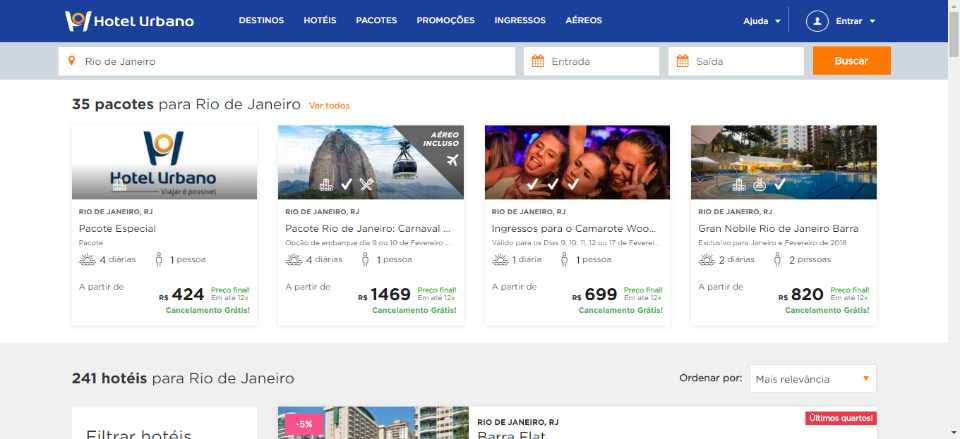 Hotel Urbano DESTINOS HOTÉIS PACOTES PROMOÇÕES INGRESSOS AÉREOS Ajuda Entrar
Rio de Janeiro Entrada Saída Buscar
35 pacotes para Rio de Janeiro Ver todos
Hotel Urbano
Viajar é possível
RIO DE JANEIRO, RJ
Pacote Especial
Pacote
4 diárias 1 pessoa
A partir de
R$ 424 Preço final!
Em até 12x
Cancelamento Grátis!
AÉREO
INCLUSO
RIO DE JANEIRO, RJ
Pacote Rio de Janeiro: Carnaval ...
Opção de embarque dia 9 ou 10 de Fevereiro ...
4 diárias 1 pessoa
A partir de
R$ 1469 Preço final!
Em até 12x
Cancelamento Grátis!
RIO DE JANEIRO, RJ
Ingressos para o Camarote Woo...
Válido para os Dias 9, 10, 11, 12 ou 17 de Feverei...
1 diária 1 pessoa
A partir de
R$ 699 Preço final!
Em até 12x
Cancelamento Grátis!
RIO DE JANEIRO, RJ
Gran Nobile Rio de Janeiro Barra
Exclusivo para Janeiro e Fevereiro de 2018
2 diárias 2 pessoas
A partir de
R$ 820 Preço final!
Em até 12x
Cancelamento Grátis!
241 hotéis para Rio de Janeiro Ordenar por: Mais relevância
Filtrar hotéis
-5%
RIO DE JANEIRO, RJ
Barra Flat
Últimos quartos!